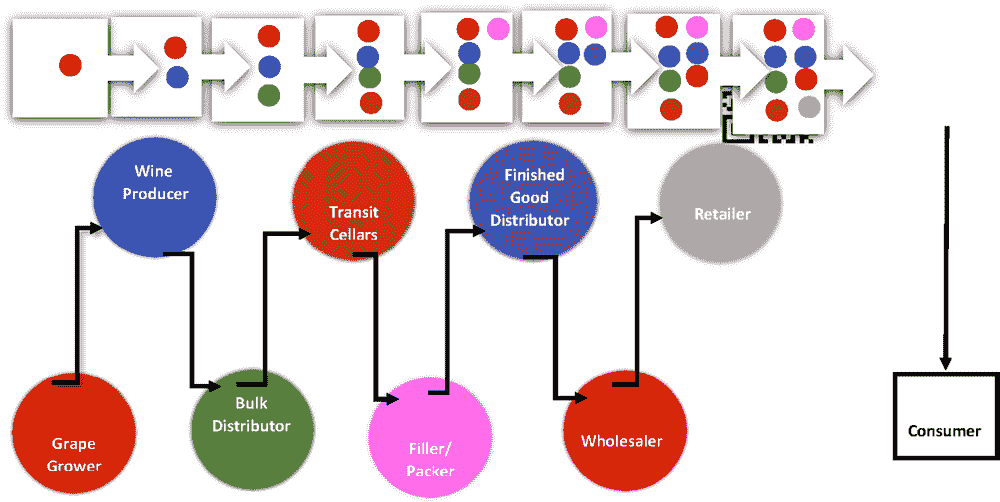 Wine
Producer
Transit
Cellars
Finished
Good
Distributor
Retailer
Grape
Grower
Bulk
Distributor
Filler/
Packer
Wholesaler
Consumer